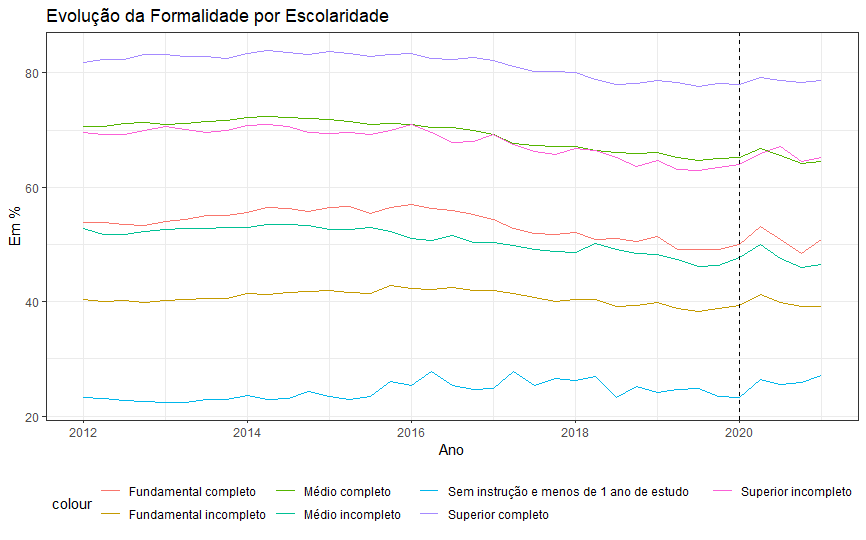 Evolução da Formalidade por Escolaridade
Em %
80
60
40
20
2012 2014 2016 2018 2020
Ano
colour
Fundamental completo Médio completo Sem instrução e menos de 1 ano de estudo Superior incompleto
Fundamental incompleto Médio incompleto Superior completo